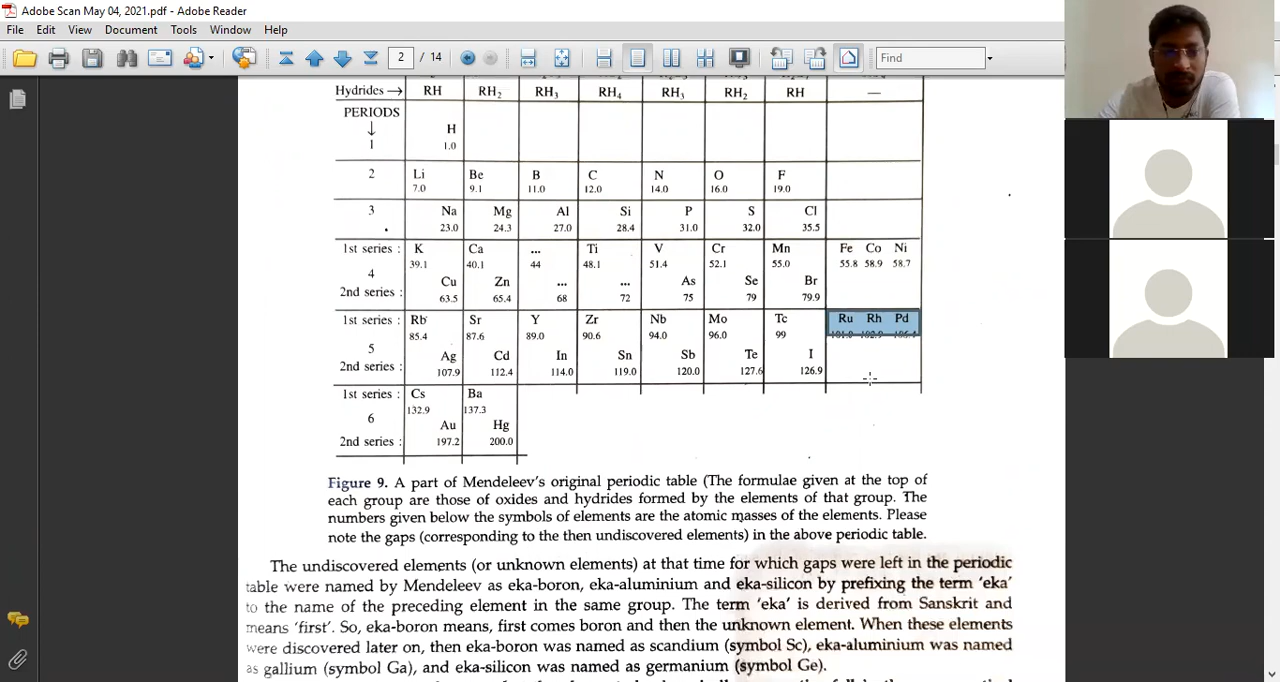 Adobe Scan May 04, 2021.pdf - Adobe Reader
File Edit View Document Tools Window Help
2 / 14 Find
Hydrides → RH RH₂ RH₃ RH₄ RH₃ RH₂ RH —
PERIODS
↓ H
1 1.0
2 Li Be B C N O F
7.0 9.1 11.0 12.0 14.0 16.0 19.0
3 Na Mg Al Si P S Cl
23.0 24.3 27.0 28.4 31.0 32.0 35.5
1st series : K Ca ... Ti V Cr Mn Fe Co Ni
39.1 40.1 44 48.1 51.4 52.1 55.0 55.8 58.9 58.7
4
Cu Zn ... ... As Se Br
2nd series : 63.5 65.4 68 72 75 79 79.9
1st series : Rb Sr Y Zr Nb Mo Tc Ru Rh Pd
85.4 87.6 89.0 90.6 94.0 96.0 99
5
Ag Cd In Sn Sb Te I
2nd series : 107.9 112.4 114.0 119.0 120.0 127.6 126.9
1st series : Cs Ba
132.9 137.3
6
Au Hg
2nd series : 197.2 200.0
Figure 9. A part of Mendeleev's original periodic table (The formulae given at the top of
each group are those of oxides and hydrides formed by the elements of that group. The
numbers given below the symbols of elements are the atomic masses of the elements. Please
note the gaps (corresponding to the then undiscovered elements) in the above periodic table.
The undiscovered elements (or unknown elements) at that time for which gaps were left in the periodic
table were named by Mendeleev as eka-boron, eka-aluminium and eka-silicon by prefixing the term 'eka'
to the name of the preceding element in the same group. The term 'eka' is derived from Sanskrit and
means 'first'. So, eka-boron means, first comes boron and then the unknown element. When these elements
were discovered later on, then eka-boron was named as scandium (symbol Sc), eka-aluminium was named
as gallium (symbol Ga), and eka-silicon was named as germanium (symbol Ge).